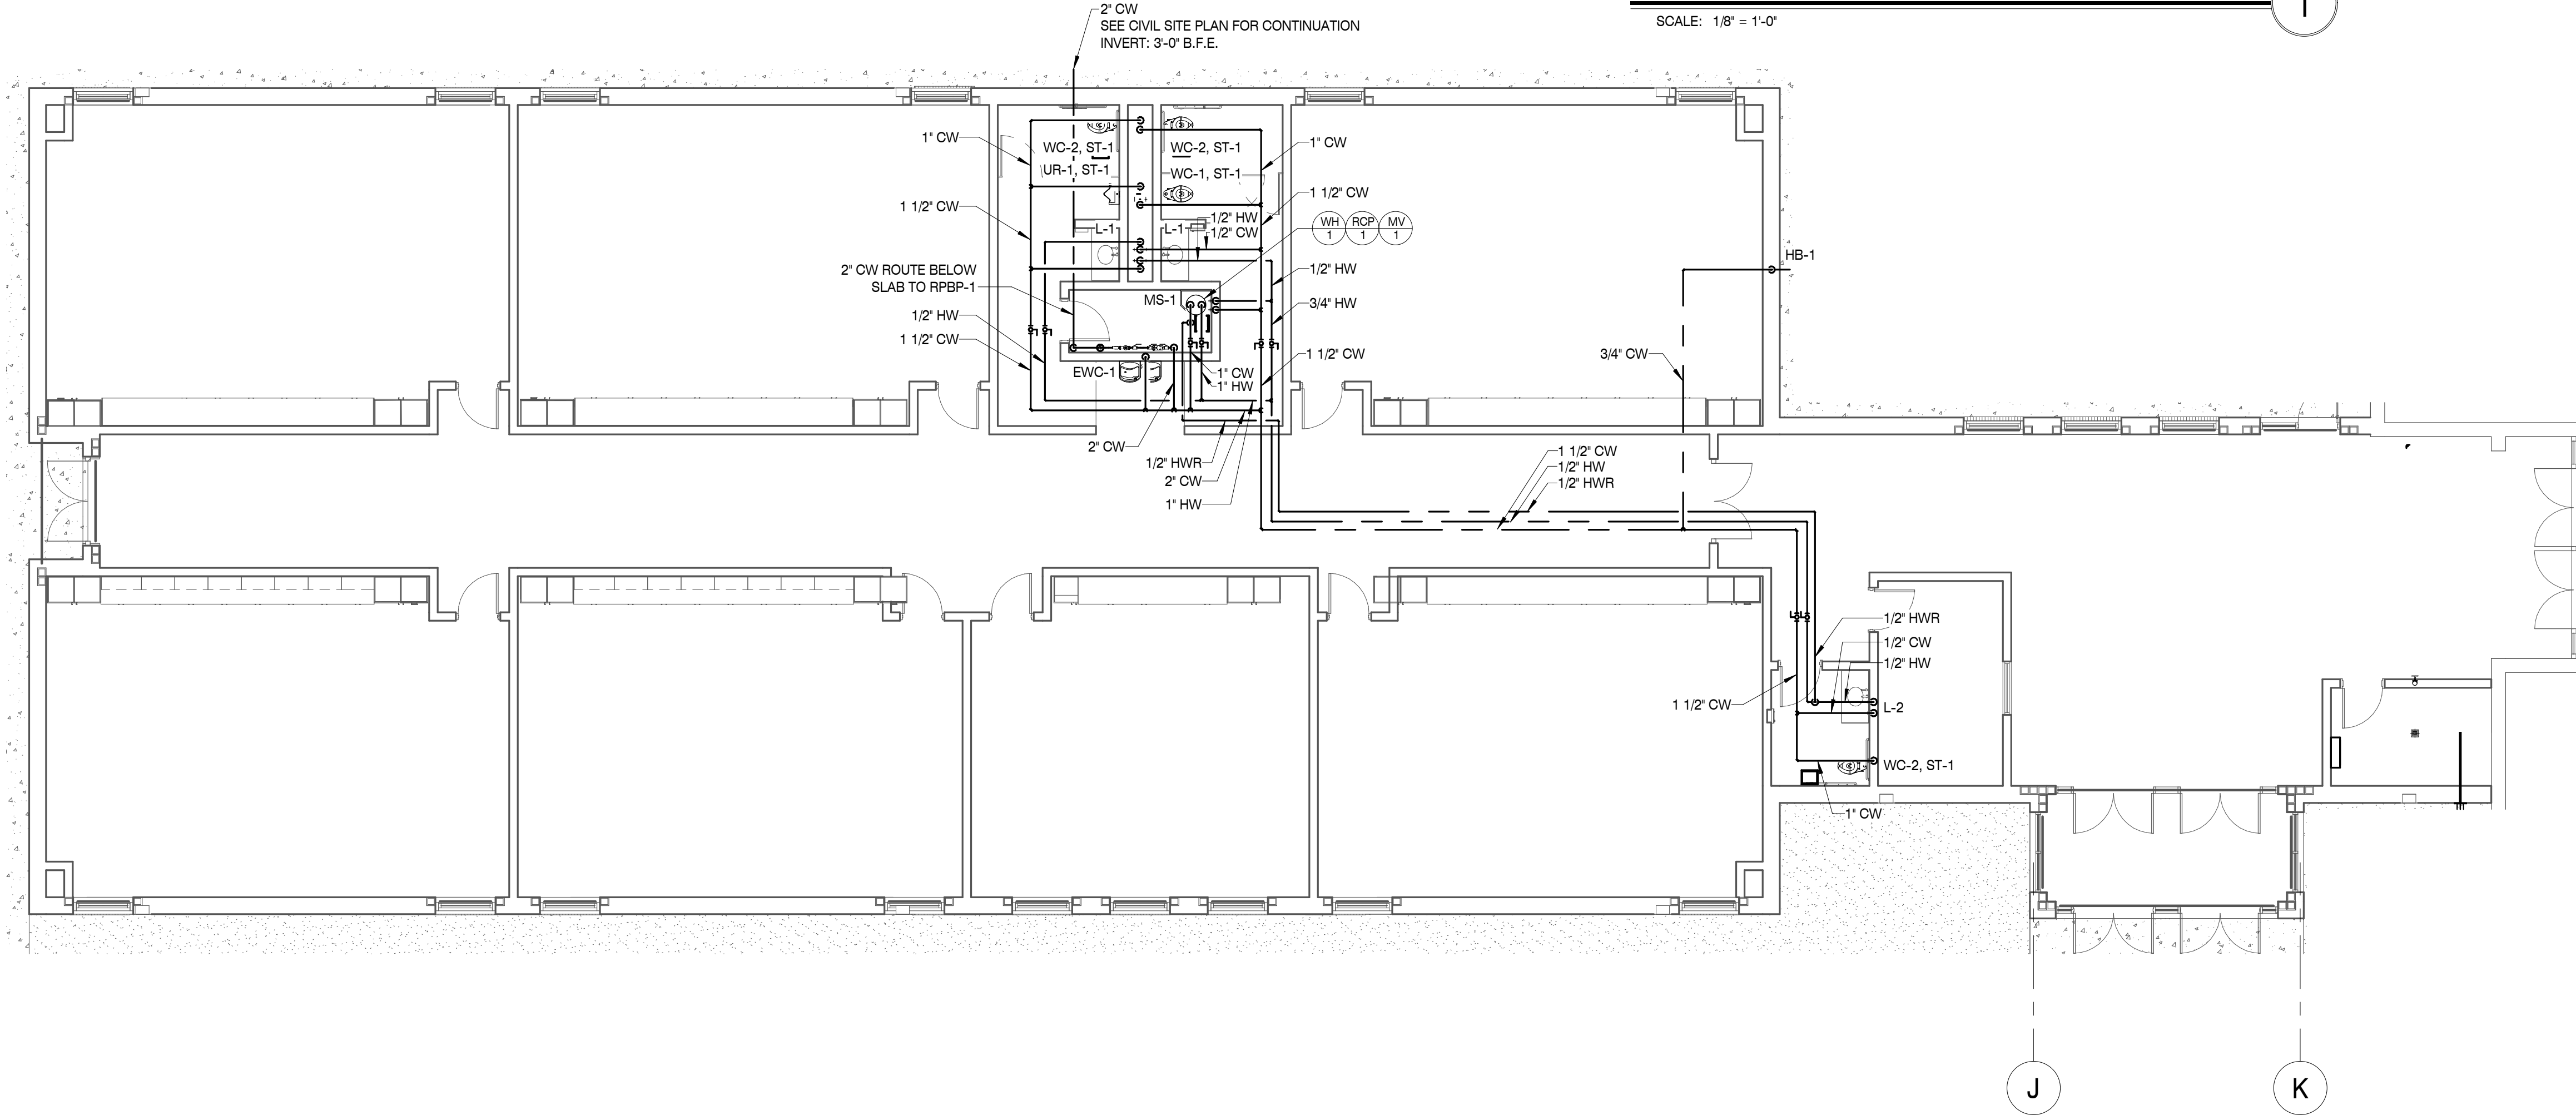 2" CW
SEE CIVIL SITE PLAN FOR CONTINUATION
INVERT: 3'-0" B.F.E.
1
SCALE: 1/8" = 1'-0"
1" CW
WC-2, ST-1
UR-1, ST-1
WC-2, ST-1
WC-1, ST-1
1" CW
1 1/2" CW
1 1/2" CW
L-1
L-1
1/2" HW
1/2" CW
WH
1
RCP
1
MV
1
HB-1
2" CW ROUTE BELOW
SLAB TO RPBP-1
MS-1
1/2" HW
3/4" HW
1/2" HW
1 1/2" CW
1 1/2" CW
EWC-1
1" CW
1" HW
3/4" CW
2" CW
1/2" HWR
2" CW
1" HW
1 1/2" CW
1/2" HW
1/2" HWR
1/2" HWR
1/2" CW
1/2" HW
1 1/2" CW
L-2
WC-2, ST-1
1" CW
J
K